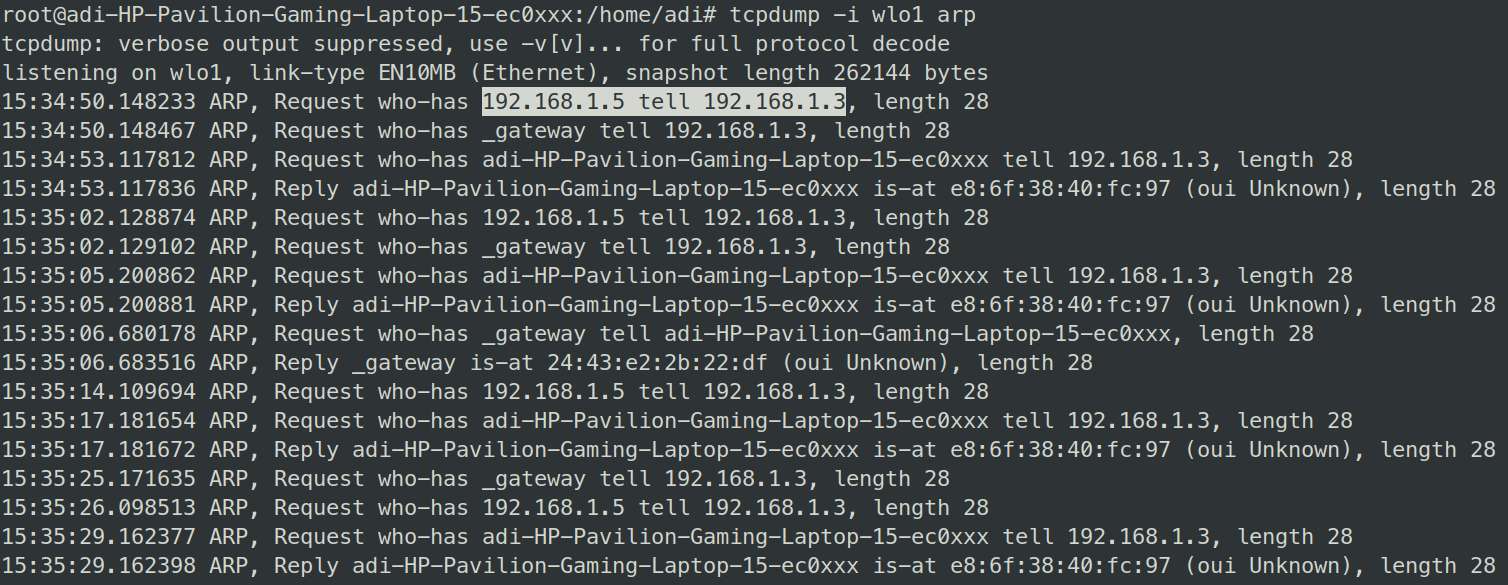 root@adi-HP-Pavilion-Gaming-Laptop-15-ec0xxx:/home/adi# tcpdump -i wlo1 arp
tcpdump: verbose output suppressed, use -v[v]... for full protocol decode
listening on wlo1, link-type EN10MB (Ethernet), snapshot length 262144 bytes
15:34:50.148233 ARP, Request who-has 192.168.1.5 tell 192.168.1.3, length 28
15:34:50.148467 ARP, Request who-has _gateway tell 192.168.1.3, length 28
15:34:53.117812 ARP, Request who-has adi-HP-Pavilion-Gaming-Laptop-15-ec0xxx tell 192.168.1.3, length 28
15:34:53.117836 ARP, Reply adi-HP-Pavilion-Gaming-Laptop-15-ec0xxx is-at e8:6f:38:40:fc:97 (oui Unknown), length 28
15:35:02.128874 ARP, Request who-has 192.168.1.5 tell 192.168.1.3, length 28
15:35:02.129102 ARP, Request who-has _gateway tell 192.168.1.3, length 28
15:35:05.200862 ARP, Request who-has adi-HP-Pavilion-Gaming-Laptop-15-ec0xxx tell 192.168.1.3, length 28
15:35:05.200881 ARP, Reply adi-HP-Pavilion-Gaming-Laptop-15-ec0xxx is-at e8:6f:38:40:fc:97 (oui Unknown), length 28
15:35:06.680178 ARP, Request who-has _gateway tell adi-HP-Pavilion-Gaming-Laptop-15-ec0xxx, length 28
15:35:06.683516 ARP, Reply _gateway is-at 24:43:e2:2b:22:df (oui Unknown), length 28
15:35:14.109694 ARP, Request who-has 192.168.1.5 tell 192.168.1.3, length 28
15:35:17.181654 ARP, Request who-has adi-HP-Pavilion-Gaming-Laptop-15-ec0xxx tell 192.168.1.3, length 28
15:35:17.181672 ARP, Reply adi-HP-Pavilion-Gaming-Laptop-15-ec0xxx is-at e8:6f:38:40:fc:97 (oui Unknown), length 28
15:35:25.171635 ARP, Request who-has _gateway tell 192.168.1.3, length 28
15:35:26.098513 ARP, Request who-has 192.168.1.5 tell 192.168.1.3, length 28
15:35:29.162377 ARP, Request who-has adi-HP-Pavilion-Gaming-Laptop-15-ec0xxx tell 192.168.1.3, length 28
15:35:29.162398 ARP, Reply adi-HP-Pavilion-Gaming-Laptop-15-ec0xxx is-at e8:6f:38:40:fc:97 (oui Unknown), length 28